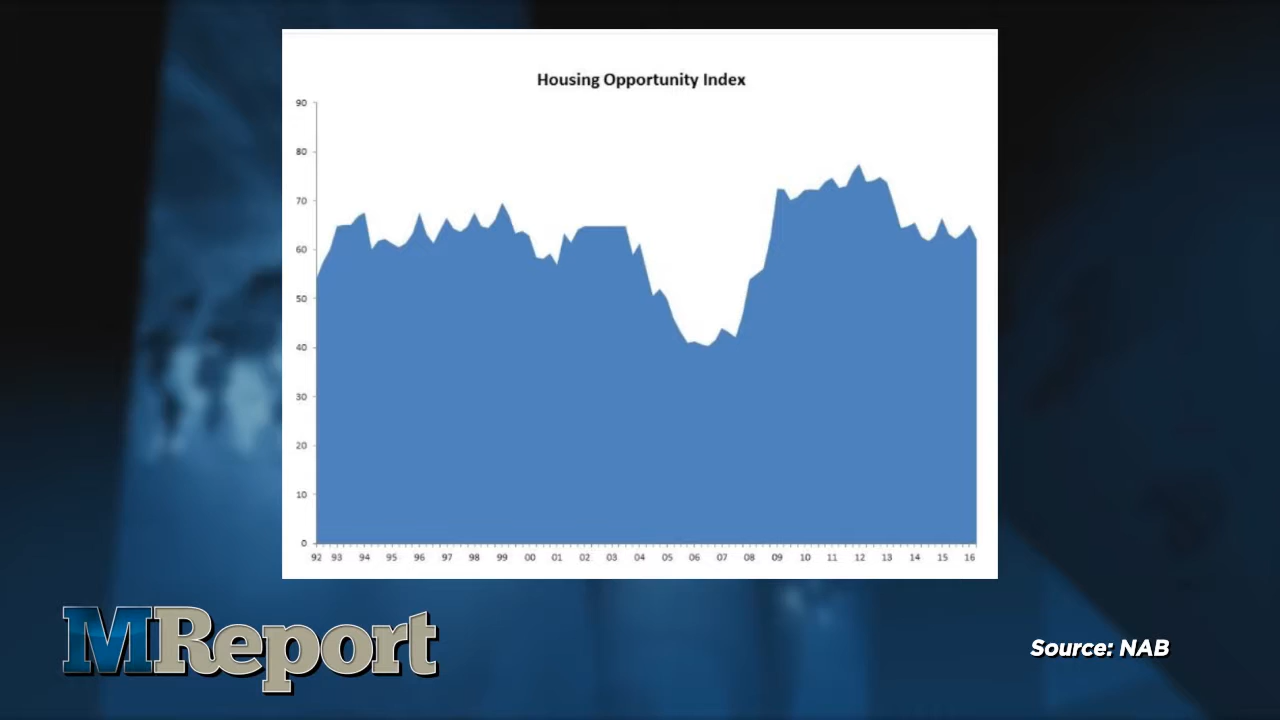 Housing Opportunity Index
90
80
70
60
50
40
30
20
10
0
92 93 94 95 96 97 98 99 00 01 02 03 04 05 06 07 08 09 10 11 12 13 14 15 16
MReport
Source: NAB